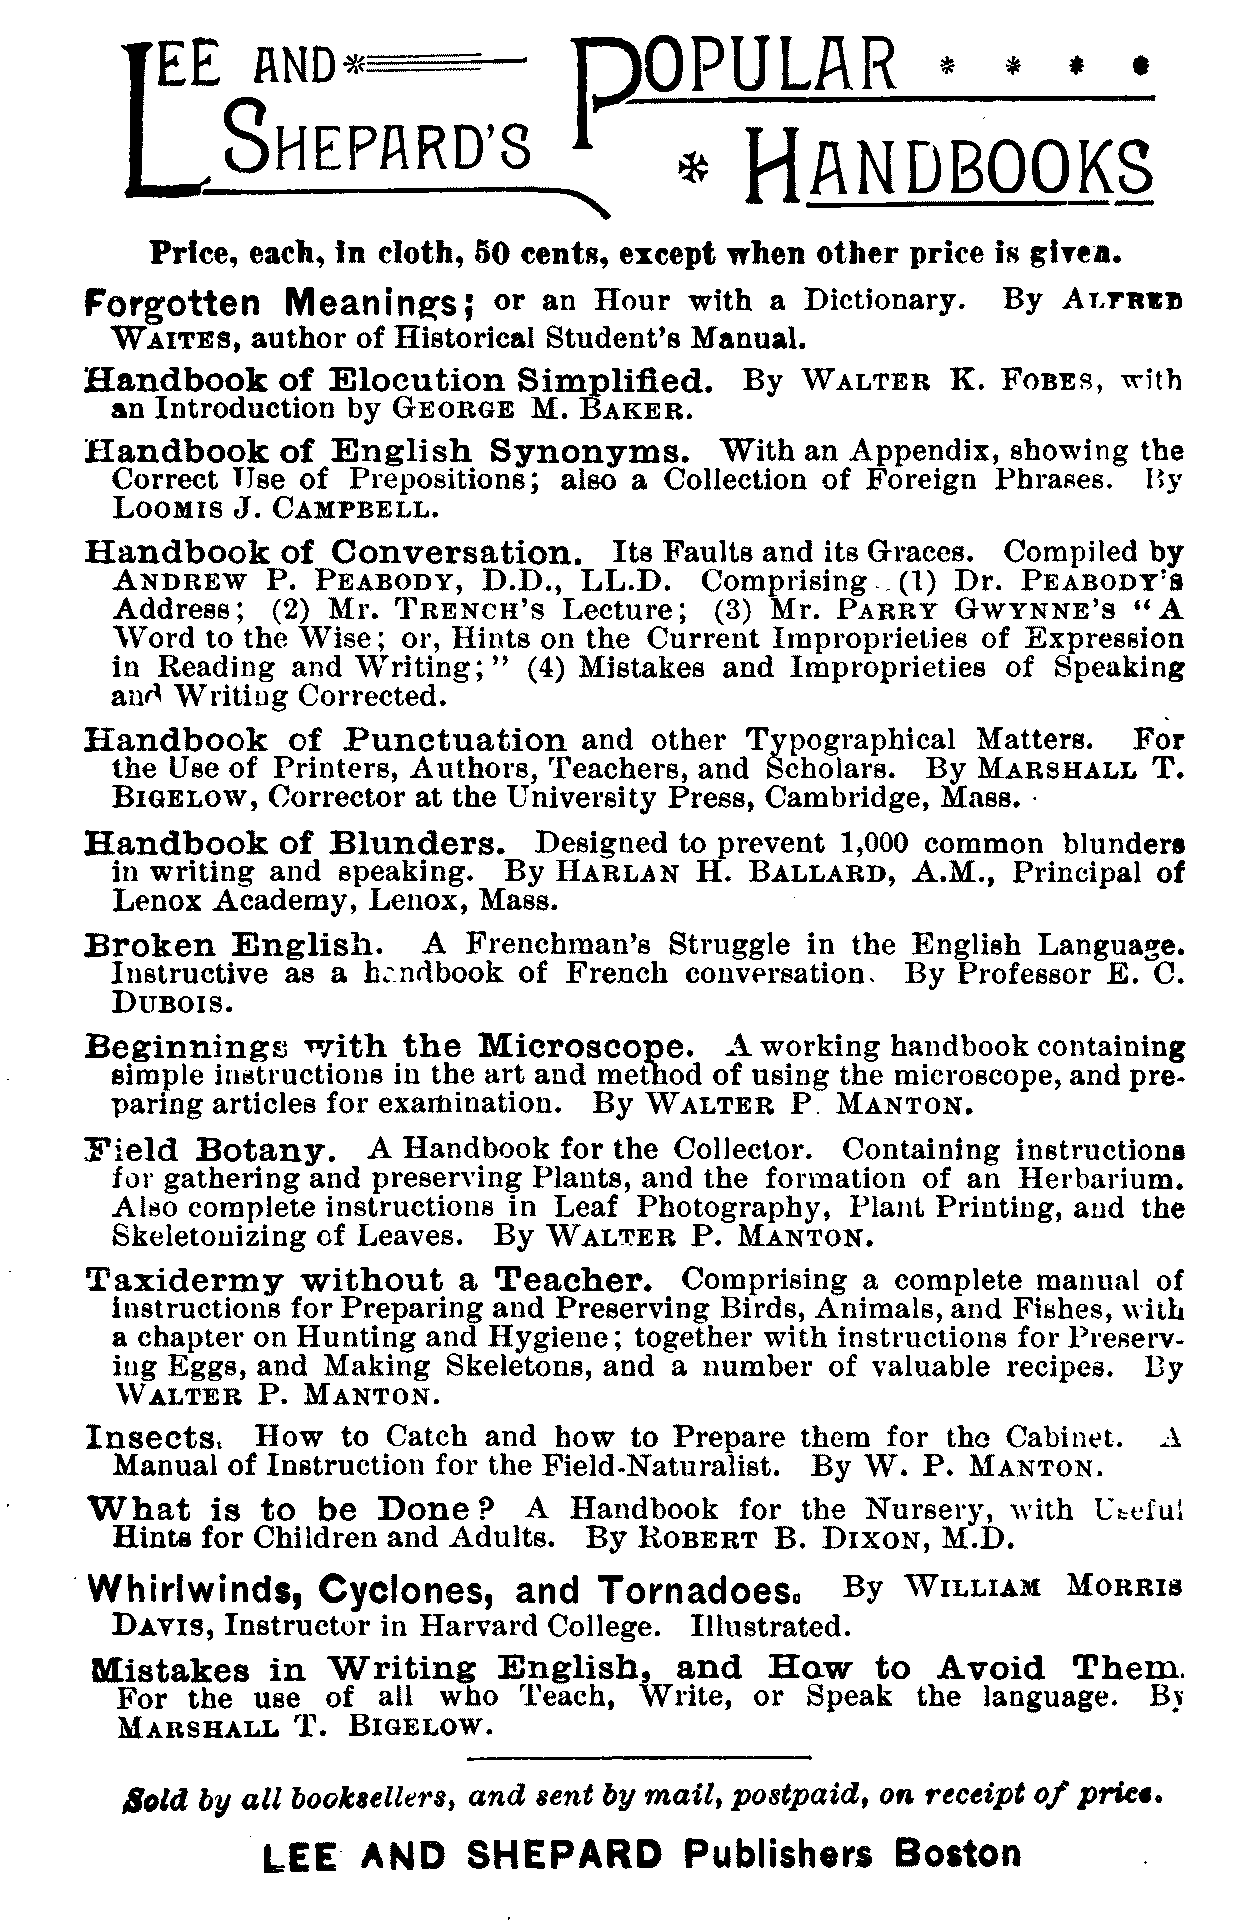 LEE AND SHEPARD'S POPULAR HANDBOOKS
Price, each, in cloth, 50 cents, except when other price is given.
Forgotten Meanings; or an Hour with a Dictionary. By ALFRED
WAITES, author of Historical Student's Manual.
Handbook of Elocution Simplified. By WALTER K. FOBES, with
an Introduction by GEORGE M. BAKER.
Handbook of English Synonyms. With an Appendix, showing the
Correct Use of Prepositions; also a Collection of Foreign Phrases. By
LOOMIS J. CAMPBELL.
Handbook of Conversation. Its Faults and its Graces. Compiled by
ANDREW P. PEABODY, D.D., LL.D. Comprising (1) Dr. PEABODY'S
Address; (2) Mr. TRENCH'S Lecture; (3) Mr. PARRY GWYNNE'S "A
Word to the Wise; or, Hints on the Current Improprieties of Expression
in Reading and Writing;" (4) Mistakes and Improprieties of Speaking
and Writing Corrected.
Handbook of Punctuation and other Typographical Matters. For
the Use of Printers, Authors, Teachers, and Scholars. By MARSHALL T.
BIGELOW, Corrector at the University Press, Cambridge, Mass.
Handbook of Blunders. Designed to prevent 1,000 common blunders
in writing and speaking. By HARLAN H. BALLARD, A.M., Principal of
Lenox Academy, Lenox, Mass.
Broken English. A Frenchman's Struggle in the English Language.
Instructive as a handbook of French conversation. By Professor E. C.
DUBOIS.
Beginnings with the Microscope. A working handbook containing
simple instructions in the art and method of using the microscope, and pre-
paring articles for examination. By WALTER P. MANTON.
Field Botany. A Handbook for the Collector. Containing instructions
for gathering and preserving Plants, and the formation of an Herbarium.
Also complete instructions in Leaf Photography, Plant Printing, and the
Skeletonizing of Leaves. By WALTER P. MANTON.
Taxidermy without a Teacher. Comprising a complete manual of
instructions for Preparing and Preserving Birds, Animals, and Fishes, with
a chapter on Hunting and Hygiene; together with instructions for Preserv-
ing Eggs, and Making Skeletons, and a number of valuable recipes. By
WALTER P. MANTON.
Insects. How to Catch and how to Prepare them for the Cabinet. A
Manual of Instruction for the Field-Naturalist. By W. P. MANTON.
What is to be Done? A Handbook for the Nursery, with Useful
Hints for Children and Adults. By ROBERT B. DIXON, M.D.
Whirlwinds, Cyclones, and Tornadoes. By WILLIAM MORRIS
DAVIS, Instructor in Harvard College. Illustrated.
Mistakes in Writing English, and How to Avoid Them.
For the use of all who Teach, Write, or Speak the language. By
MARSHALL T. BIGELOW.
Sold by all booksellers, and sent by mail, postpaid, on receipt of price.
LEE AND SHEPARD Publishers Boston